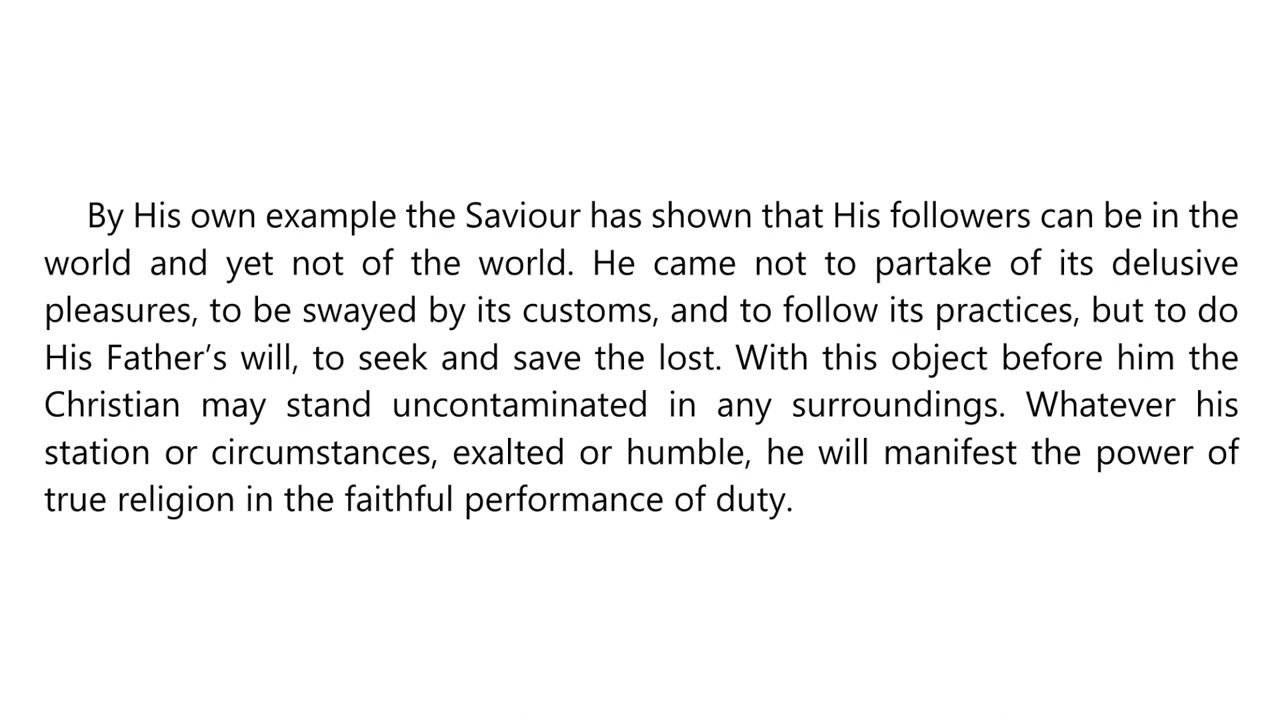 By His own example the Saviour has shown that His followers can be in the
world and yet not of the world. He came not to partake of its delusive
pleasures, to be swayed by its customs, and to follow its practices, but to do
His Father’s will, to seek and save the lost. With this object before him the
Christian may stand uncontaminated in any surroundings. Whatever his
station or circumstances, exalted or humble, he will manifest the power of
true religion in the faithful performance of duty.